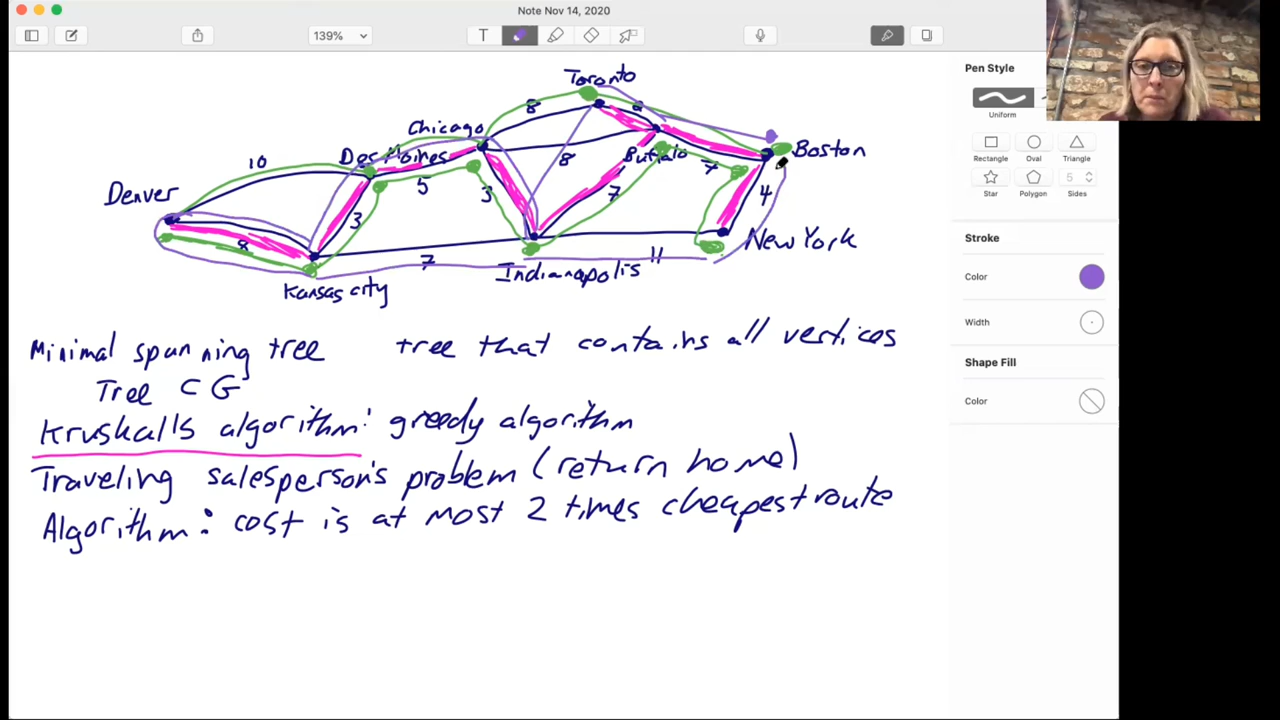 Note Nov 14, 2020
139%
T
Pen Style
Uniform
Rectangle Oval Triangle
Star Polygon 5 Sides
Stroke
Color
Width
Shape Fill
Color
Toronto
8
Chicago
Des Moines
10
8
Buffalo
7
Boston
Denver
5
3
7
4
3
8
New York
7
Indianapolis
11
Kansas city
Minimal spunning tree tree that contains all vertices
Tree ⊂ G
Kruskalls algorithm: greedy algorithm
Traveling salesperson's problem (return home)
Algorithm: cost is at most 2 times cheapest route